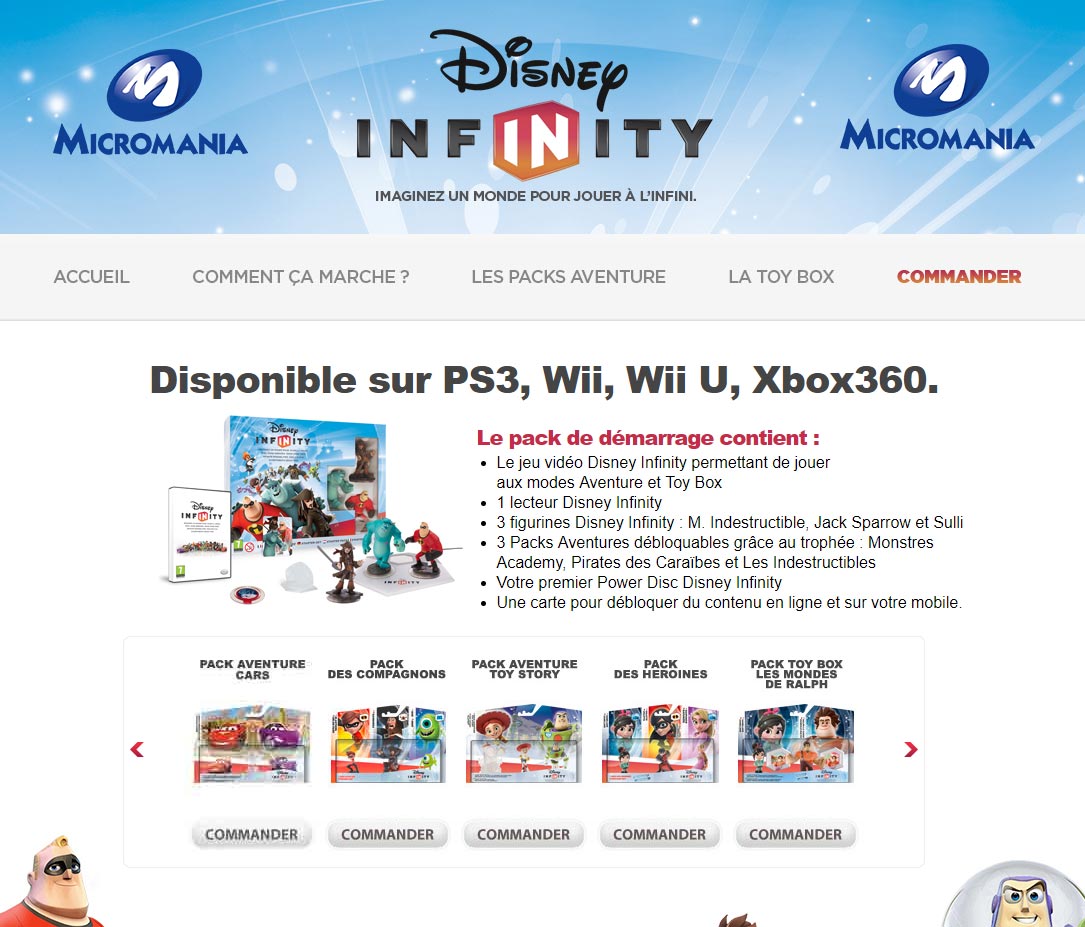 MICROMANIA
DISNEY
INFINITY
MICROMANIA
IMAGINEZ UN MONDE POUR JOUER À L'INFINI.
ACCUEIL
COMMENT ÇA MARCHE ?
LES PACKS AVENTURE
LA TOY BOX
COMMANDER
Disponible sur PS3, Wii, Wii U, Xbox360.
Le pack de démarrage contient :
• Le jeu vidéo Disney Infinity permettant de jouer
aux modes Aventure et Toy Box
• 1 lecteur Disney Infinity
• 3 figurines Disney Infinity : M. Indestructible, Jack Sparrow et Sulli
• 3 Packs Aventures débloquables grâce au trophée : Monstres
Academy, Pirates des Caraïbes et Les Indestructibles
• Votre premier Power Disc Disney Infinity
• Une carte pour débloquer du contenu en ligne et sur votre mobile.
Disney
INFINITY
Disney
INFINITY
INFINITY
PACK AVENTURE
CARS
PACK
DES COMPAGNONS
PACK AVENTURE
TOY STORY
PACK
DES HEROINES
PACK TOY BOX
LES MONDES
DE RALPH
COMMANDER
COMMANDER
COMMANDER
COMMANDER
COMMANDER